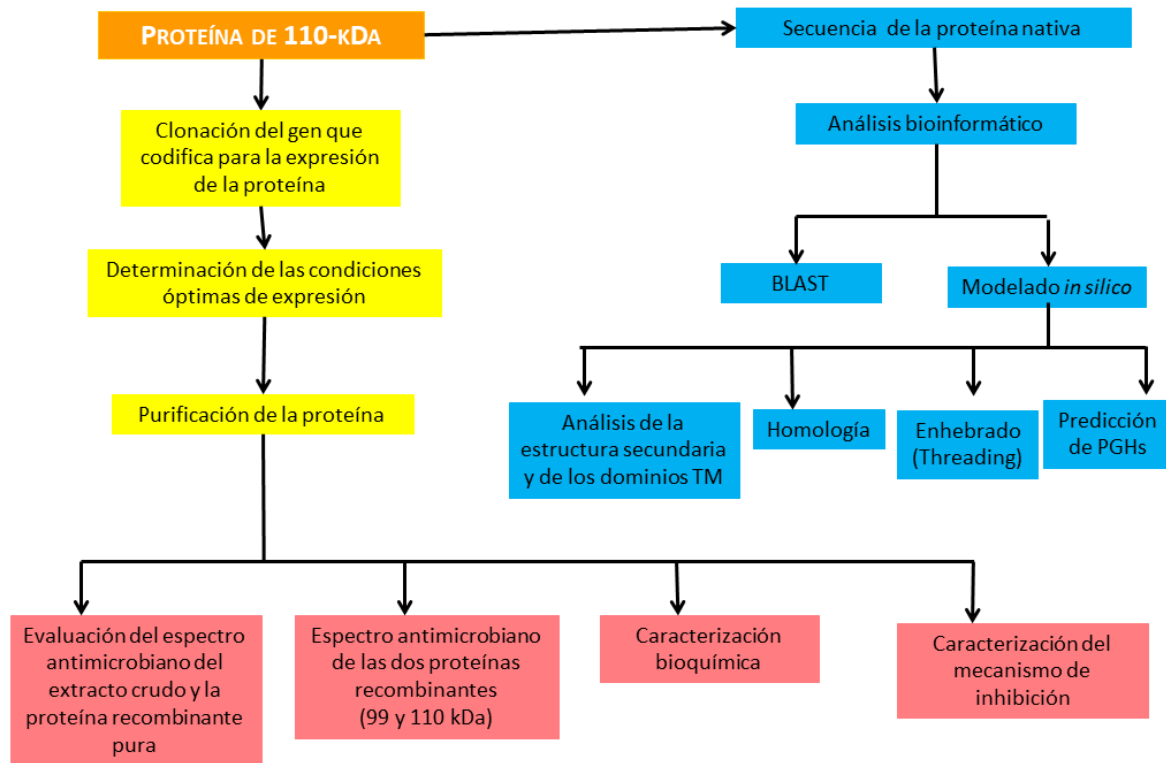 PROTEÍNA DE 110-KDA
Secuencia de la proteína nativa
Clonación del gen que
codifica para la expresión
de la proteína
Análisis bioinformático
Determinación de las condiciones
óptimas de expresión
BLAST
Modelado in silico
Purificación de la proteína
Análisis de la
estructura secundaria
y de los dominios TM
Homología
Enhebrado
(Threading)
Predicción
de PGHs
Evaluación del espectro
antimicrobiano del
extracto crudo y la
proteína recombinante
pura
Espectro antimicrobiano
de las dos proteínas
recombinantes
(99 y 110 kDa)
Caracterización
bioquímica
Caracterización del
mecanismo de
inhibición